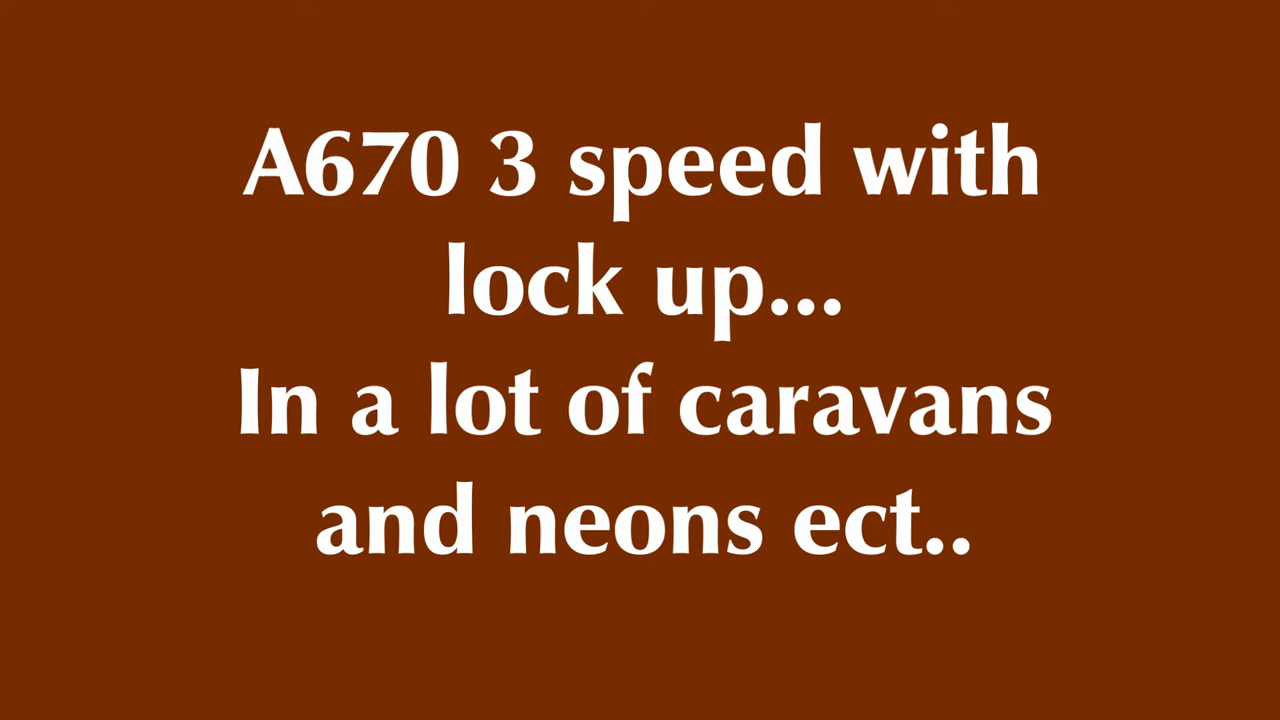 A670 3 speed with
lock up...
In a lot of caravans
and neons ect..